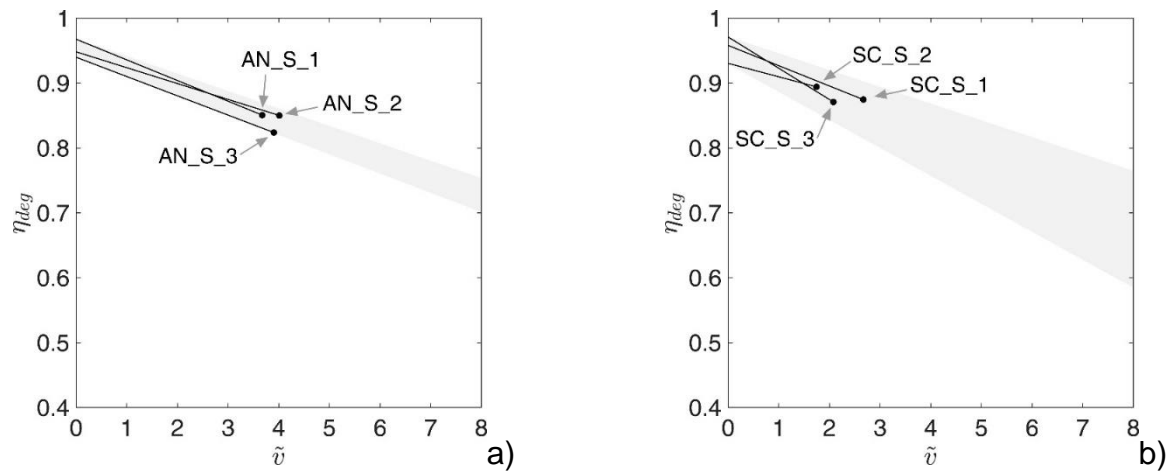 1
0.9
0.8
0.7
0.6
0.5
0.4
η_deg
AN_S_1
AN_S_2
AN_S_3
0 1 2 3 4 5 6 7 8
ṽ
a)
1
0.9
0.8
0.7
0.6
0.5
0.4
η_deg
SC_S_2
SC_S_1
SC_S_3
0 1 2 3 4 5 6 7 8
ṽ
b)